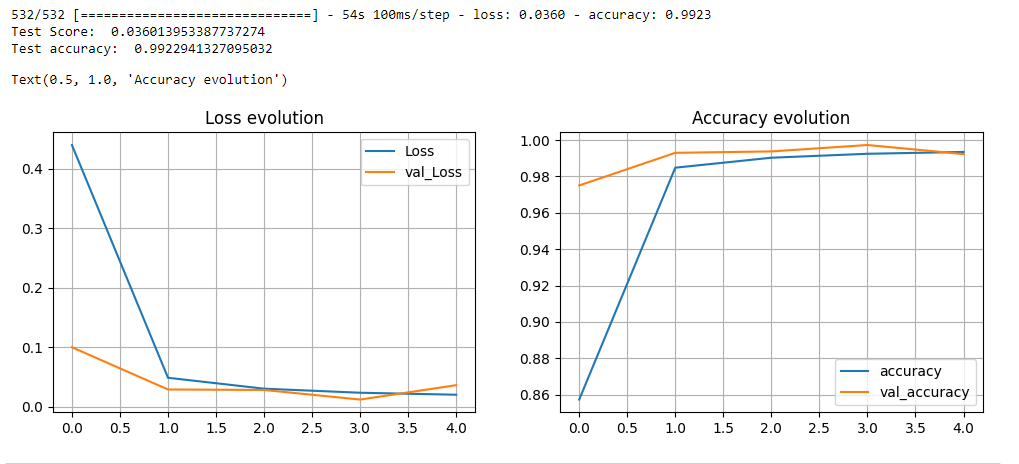 532/532 [==============================] - 54s 100ms/step - loss: 0.0360 - accuracy: 0.9923
Test Score:  0.036013953387737274
Test accuracy:  0.9922941327095032
Text(0.5, 1.0, 'Accuracy evolution')
Loss evolution
Loss
val_Loss
0.4
0.3
0.2
0.1
0.0
0.0 0.5 1.0 1.5 2.0 2.5 3.0 3.5 4.0
Accuracy evolution
1.00
0.98
0.96
0.94
0.92
0.90
0.88
0.86
accuracy
val_accuracy
0.0 0.5 1.0 1.5 2.0 2.5 3.0 3.5 4.0